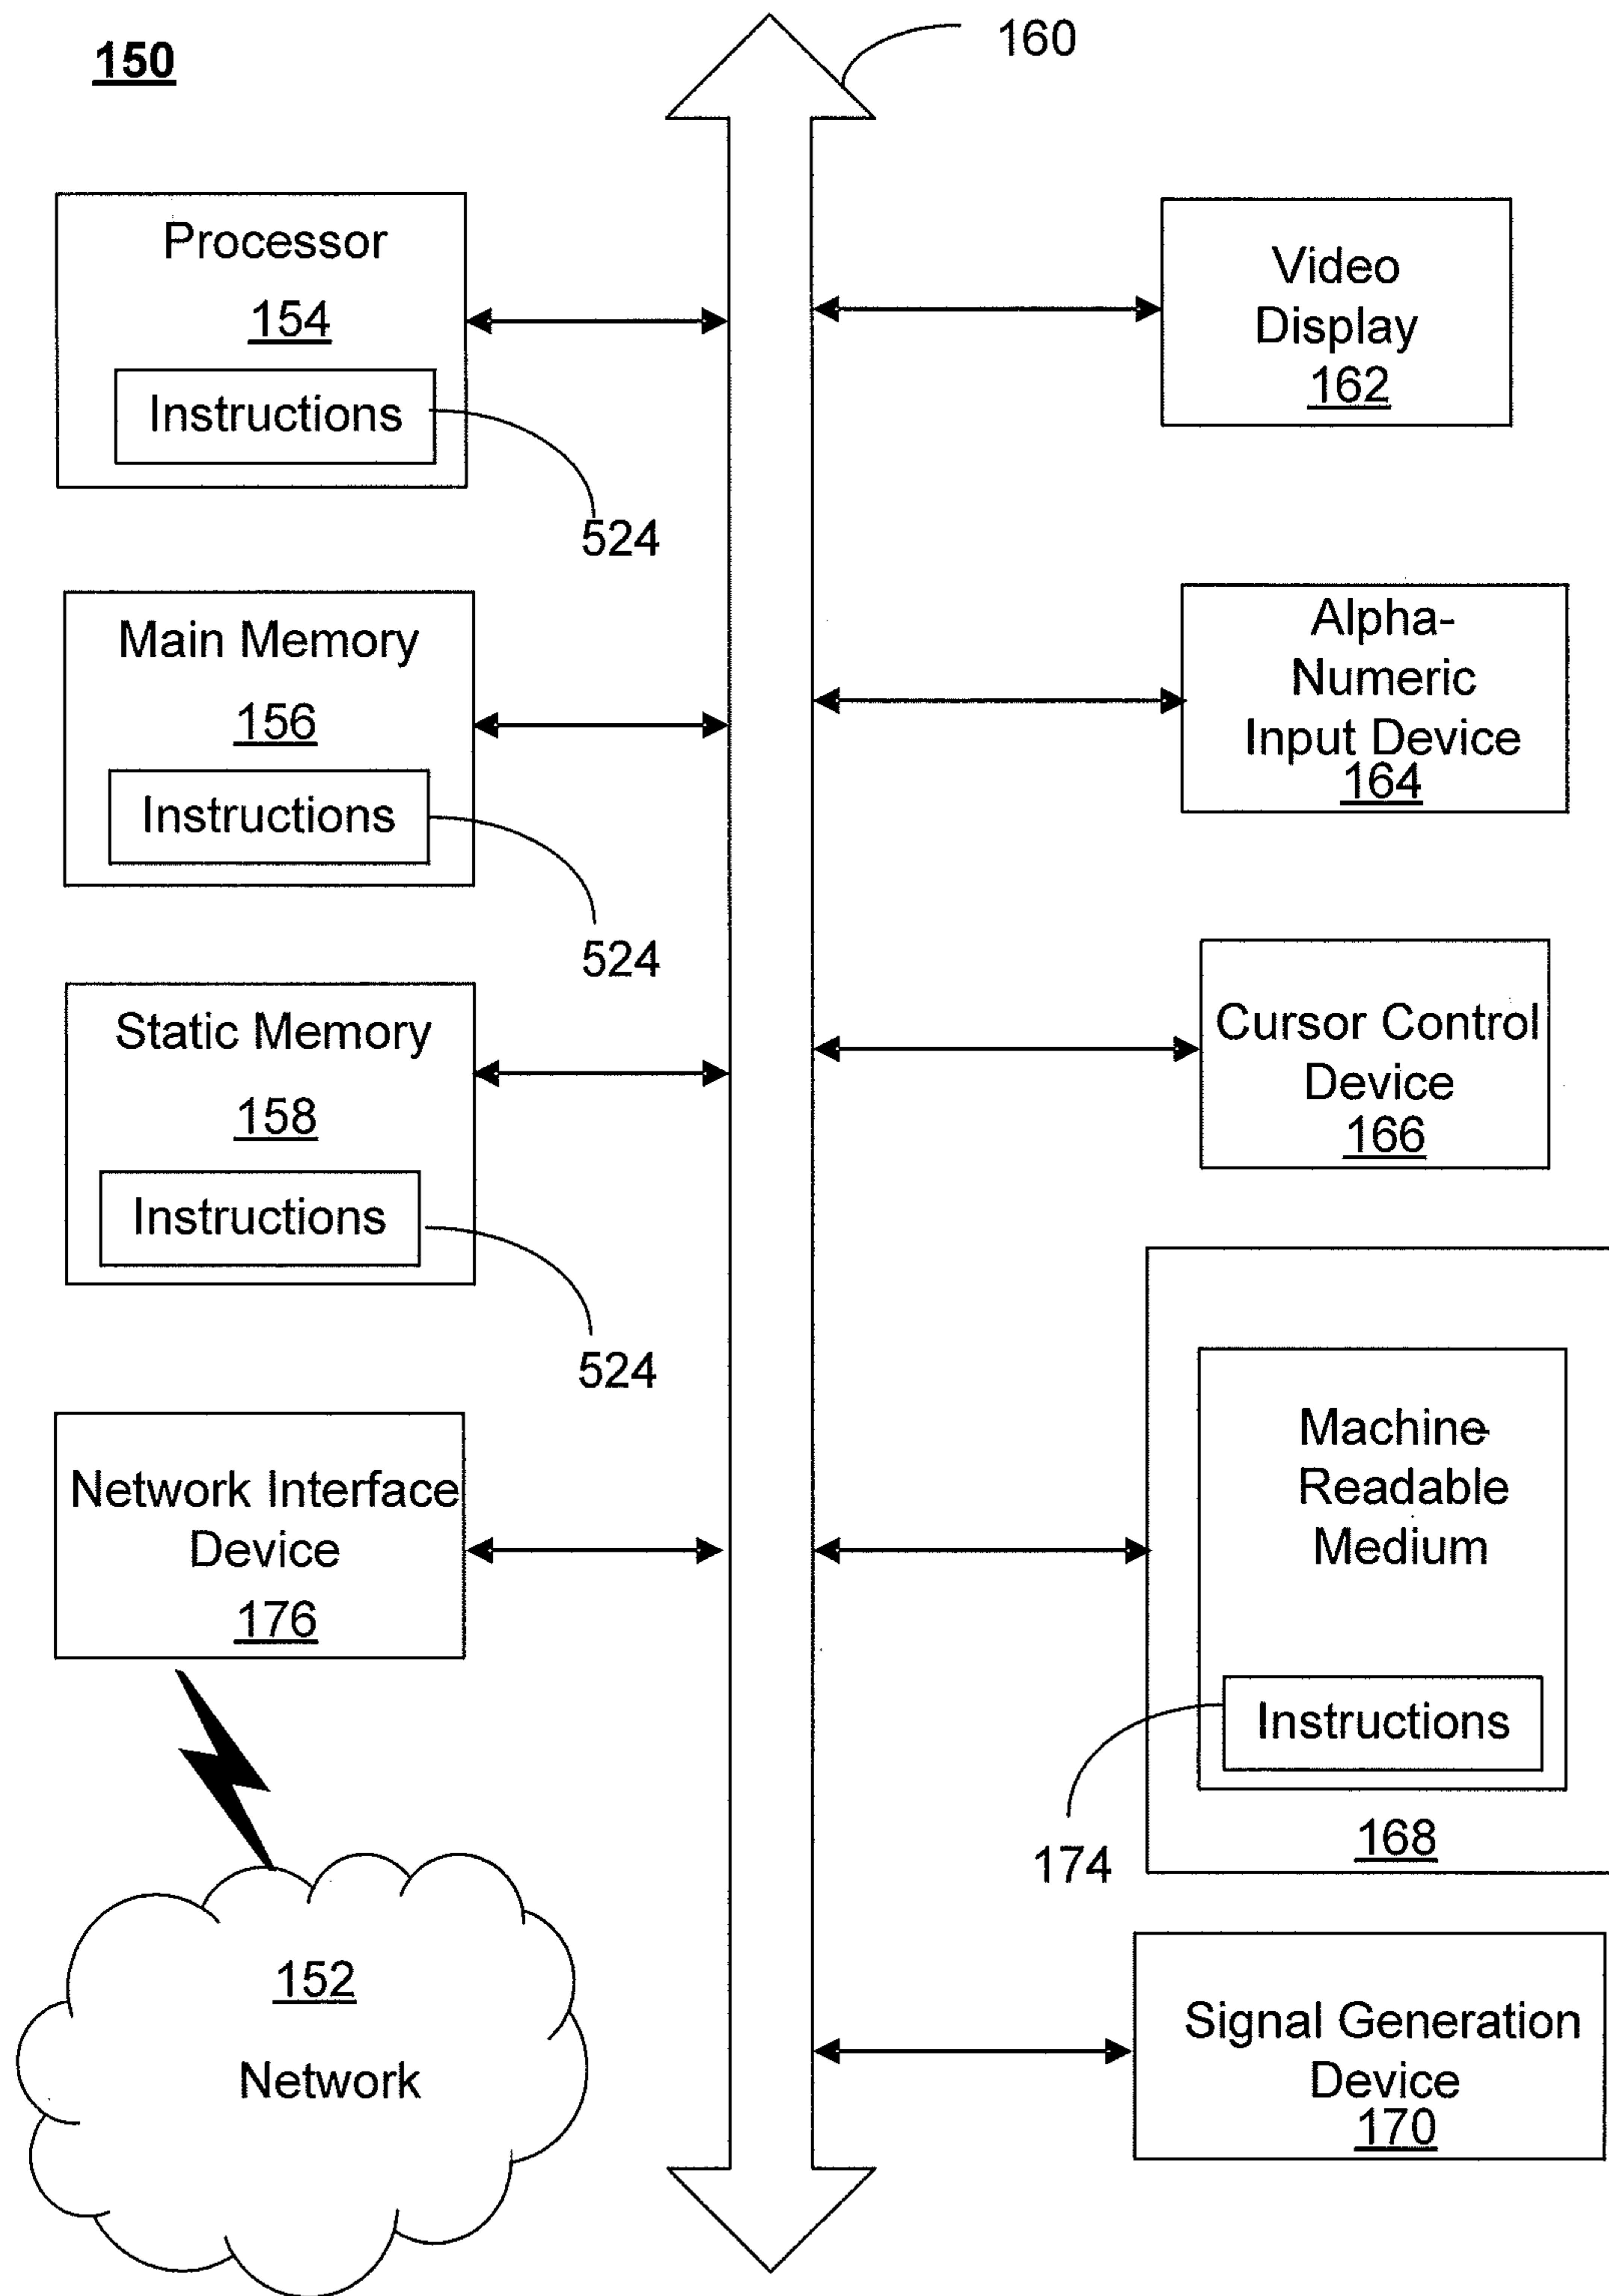 150
160
Processor
154
Instructions
524
Main Memory
156
Instructions
524
Static Memory
158
Instructions
524
Network Interface
Device
176
152
Network
Video
Display
162
Alpha-
Numeric
Input Device
164
Cursor Control
Device
166
Machine-
Readable
Medium
Instructions
174
168
Signal Generation
Device
170